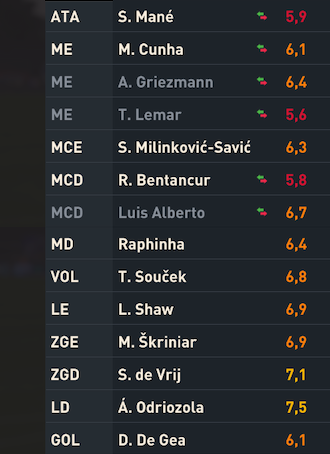 ATA S. Mané 5,9
ME M. Cunha 6,1
ME A. Griezmann 6,4
ME T. Lemar 5,6
MCE S. Milinković-Savić 6,3
MCD R. Bentancur 5,8
MCD Luis Alberto 6,7
MD Raphinha 6,4
VOL T. Souček 6,8
LE L. Shaw 6,9
ZGE M. Škriniar 6,9
ZGD S. de Vrij 7,1
LD Á. Odriozola 7,5
GOL D. De Gea 6,1